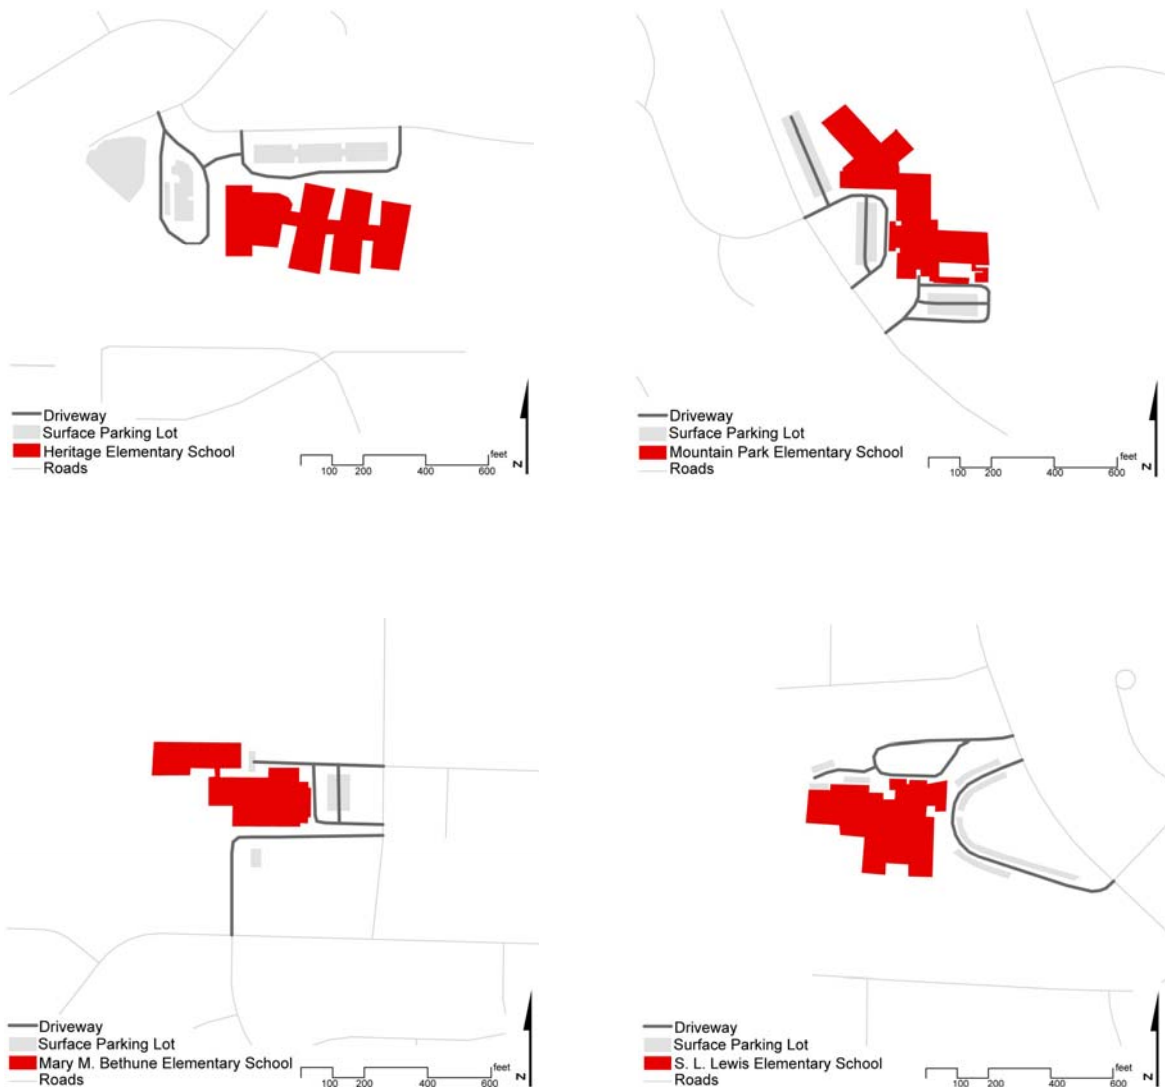 Driveway
Surface Parking Lot
Heritage Elementary School
Roads
feet
100 200 400 600
N
Driveway
Surface Parking Lot
Mountain Park Elementary School
Roads
feet
100 200 400 600
N
Driveway
Surface Parking Lot
Mary M. Bethune Elementary School
Roads
feet
100 200 400 600
N
Driveway
Surface Parking Lot
S. L. Lewis Elementary School
Roads
feet
100 200 400 600
N